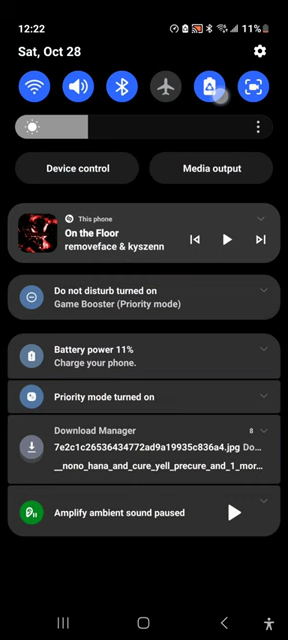 12:22
11%
Sat, Oct 28
Device control
Media output
This phone
On the Floor
removeface & kyszenn
Do not disturb turned on
Game Booster (Priority mode)
Battery power 11%
Charge your phone.
Priority mode turned on
Download Manager
8
7e2c1c26536434772ad9a19935c836a4.jpg Do...
__nono_hana_and_cure_yell_precure_and_1_mor...
Amplify ambient sound paused